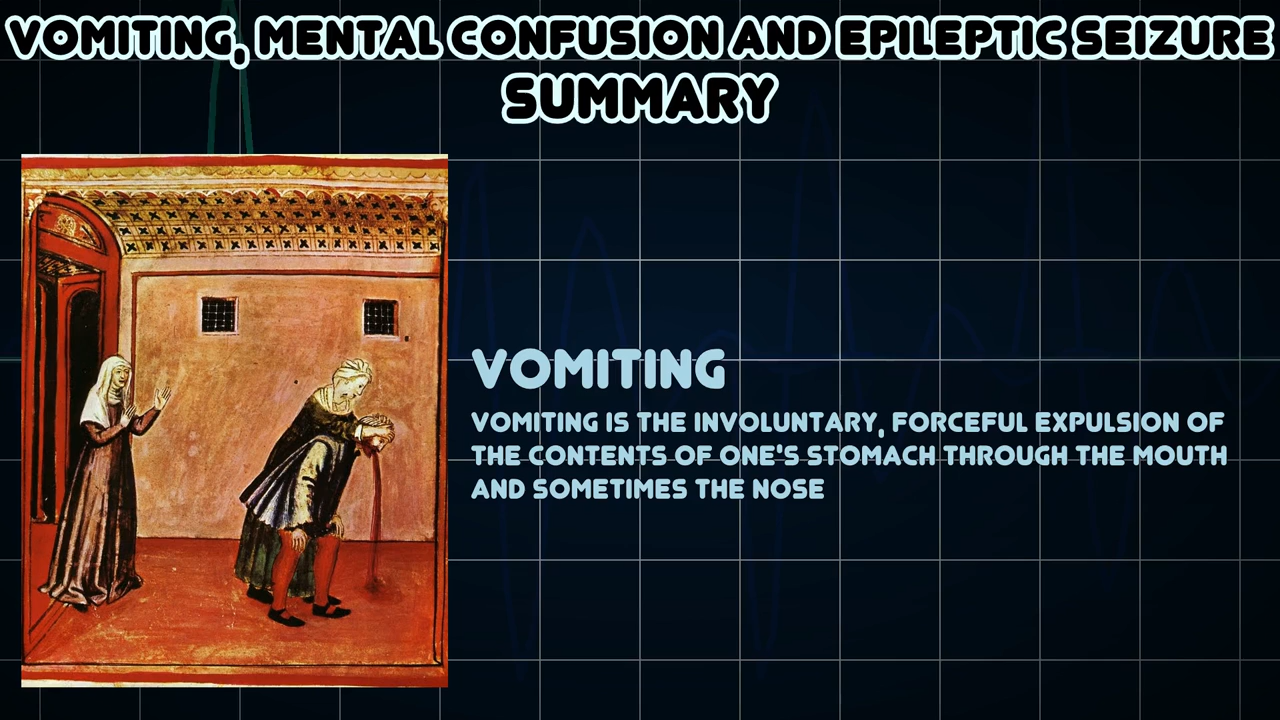 VOMITING, MENTAL CONFUSION AND EPILEPTIC SEIZURE
SUMMARY
VOMITING
VOMITING IS THE INVOLUNTARY, FORCEFUL EXPULSION OF
THE CONTENTS OF ONE'S STOMACH THROUGH THE MOUTH
AND SOMETIMES THE NOSE